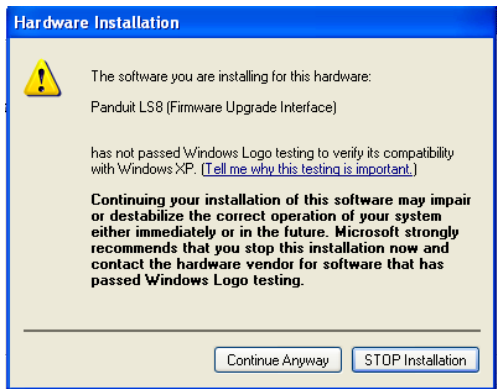 Hardware Installation
The software you are installing for this hardware:
Panduit LS8 (Firmware Upgrade Interface)
has not passed Windows Logo testing to verify its compatibility
with Windows XP. (Tell me why this testing is important.)
Continuing your installation of this software may impair
or destabilize the correct operation of your system
either immediately or in the future. Microsoft strongly
recommends that you stop this installation now and
contact the hardware vendor for software that has
passed Windows Logo testing.
Continue Anyway
STOP Installation